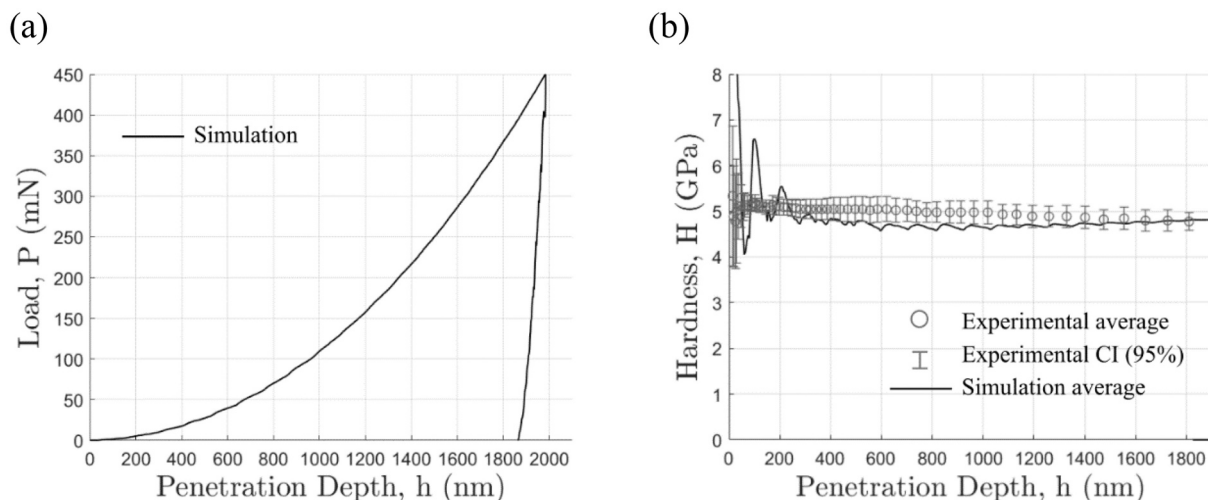 (a)
(b)
450
400
350
300
250
200
150
100
50
0
Load, P (mN)
Simulation
0 200 400 600 800 1000 1200 1400 1600 1800 2000
Penetration Depth, h (nm)
8
7
6
5
4
3
2
1
0
Hardness, H (GPa)
Experimental average
Experimental CI (95%)
Simulation average
0 200 400 600 800 1000 1200 1400 1600 1800
Penetration Depth, h (nm)